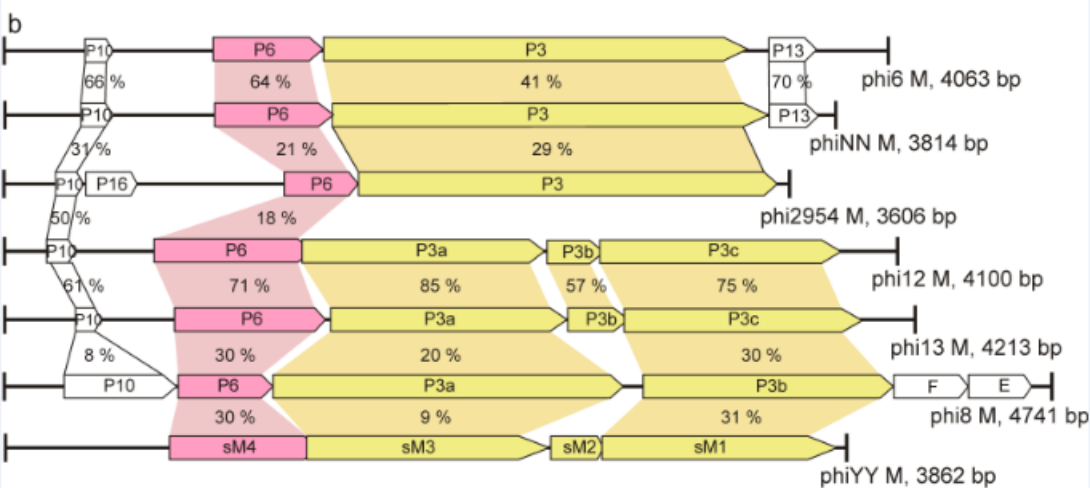 b
P10 P6 P3 P13
66 % 64 % 41 % 70 %
phi6 M, 4063 bp
P10 P6 P3 P13
31 % 21 % 29 %
phiNN M, 3814 bp
P10 P16 P6 P3
50 % 18 %
phi2954 M, 3606 bp
P10 P6 P3a P3b P3c
61 % 71 % 85 % 57 % 75 %
phi12 M, 4100 bp
P10 P6 P3a P3b P3c
8 % 30 % 20 % 30 %
phi13 M, 4213 bp
P10 P6 P3a P3b F E
30 % 9 % 31 %
phi8 M, 4741 bp
sM4 sM3 sM2 sM1
phiYY M, 3862 bp